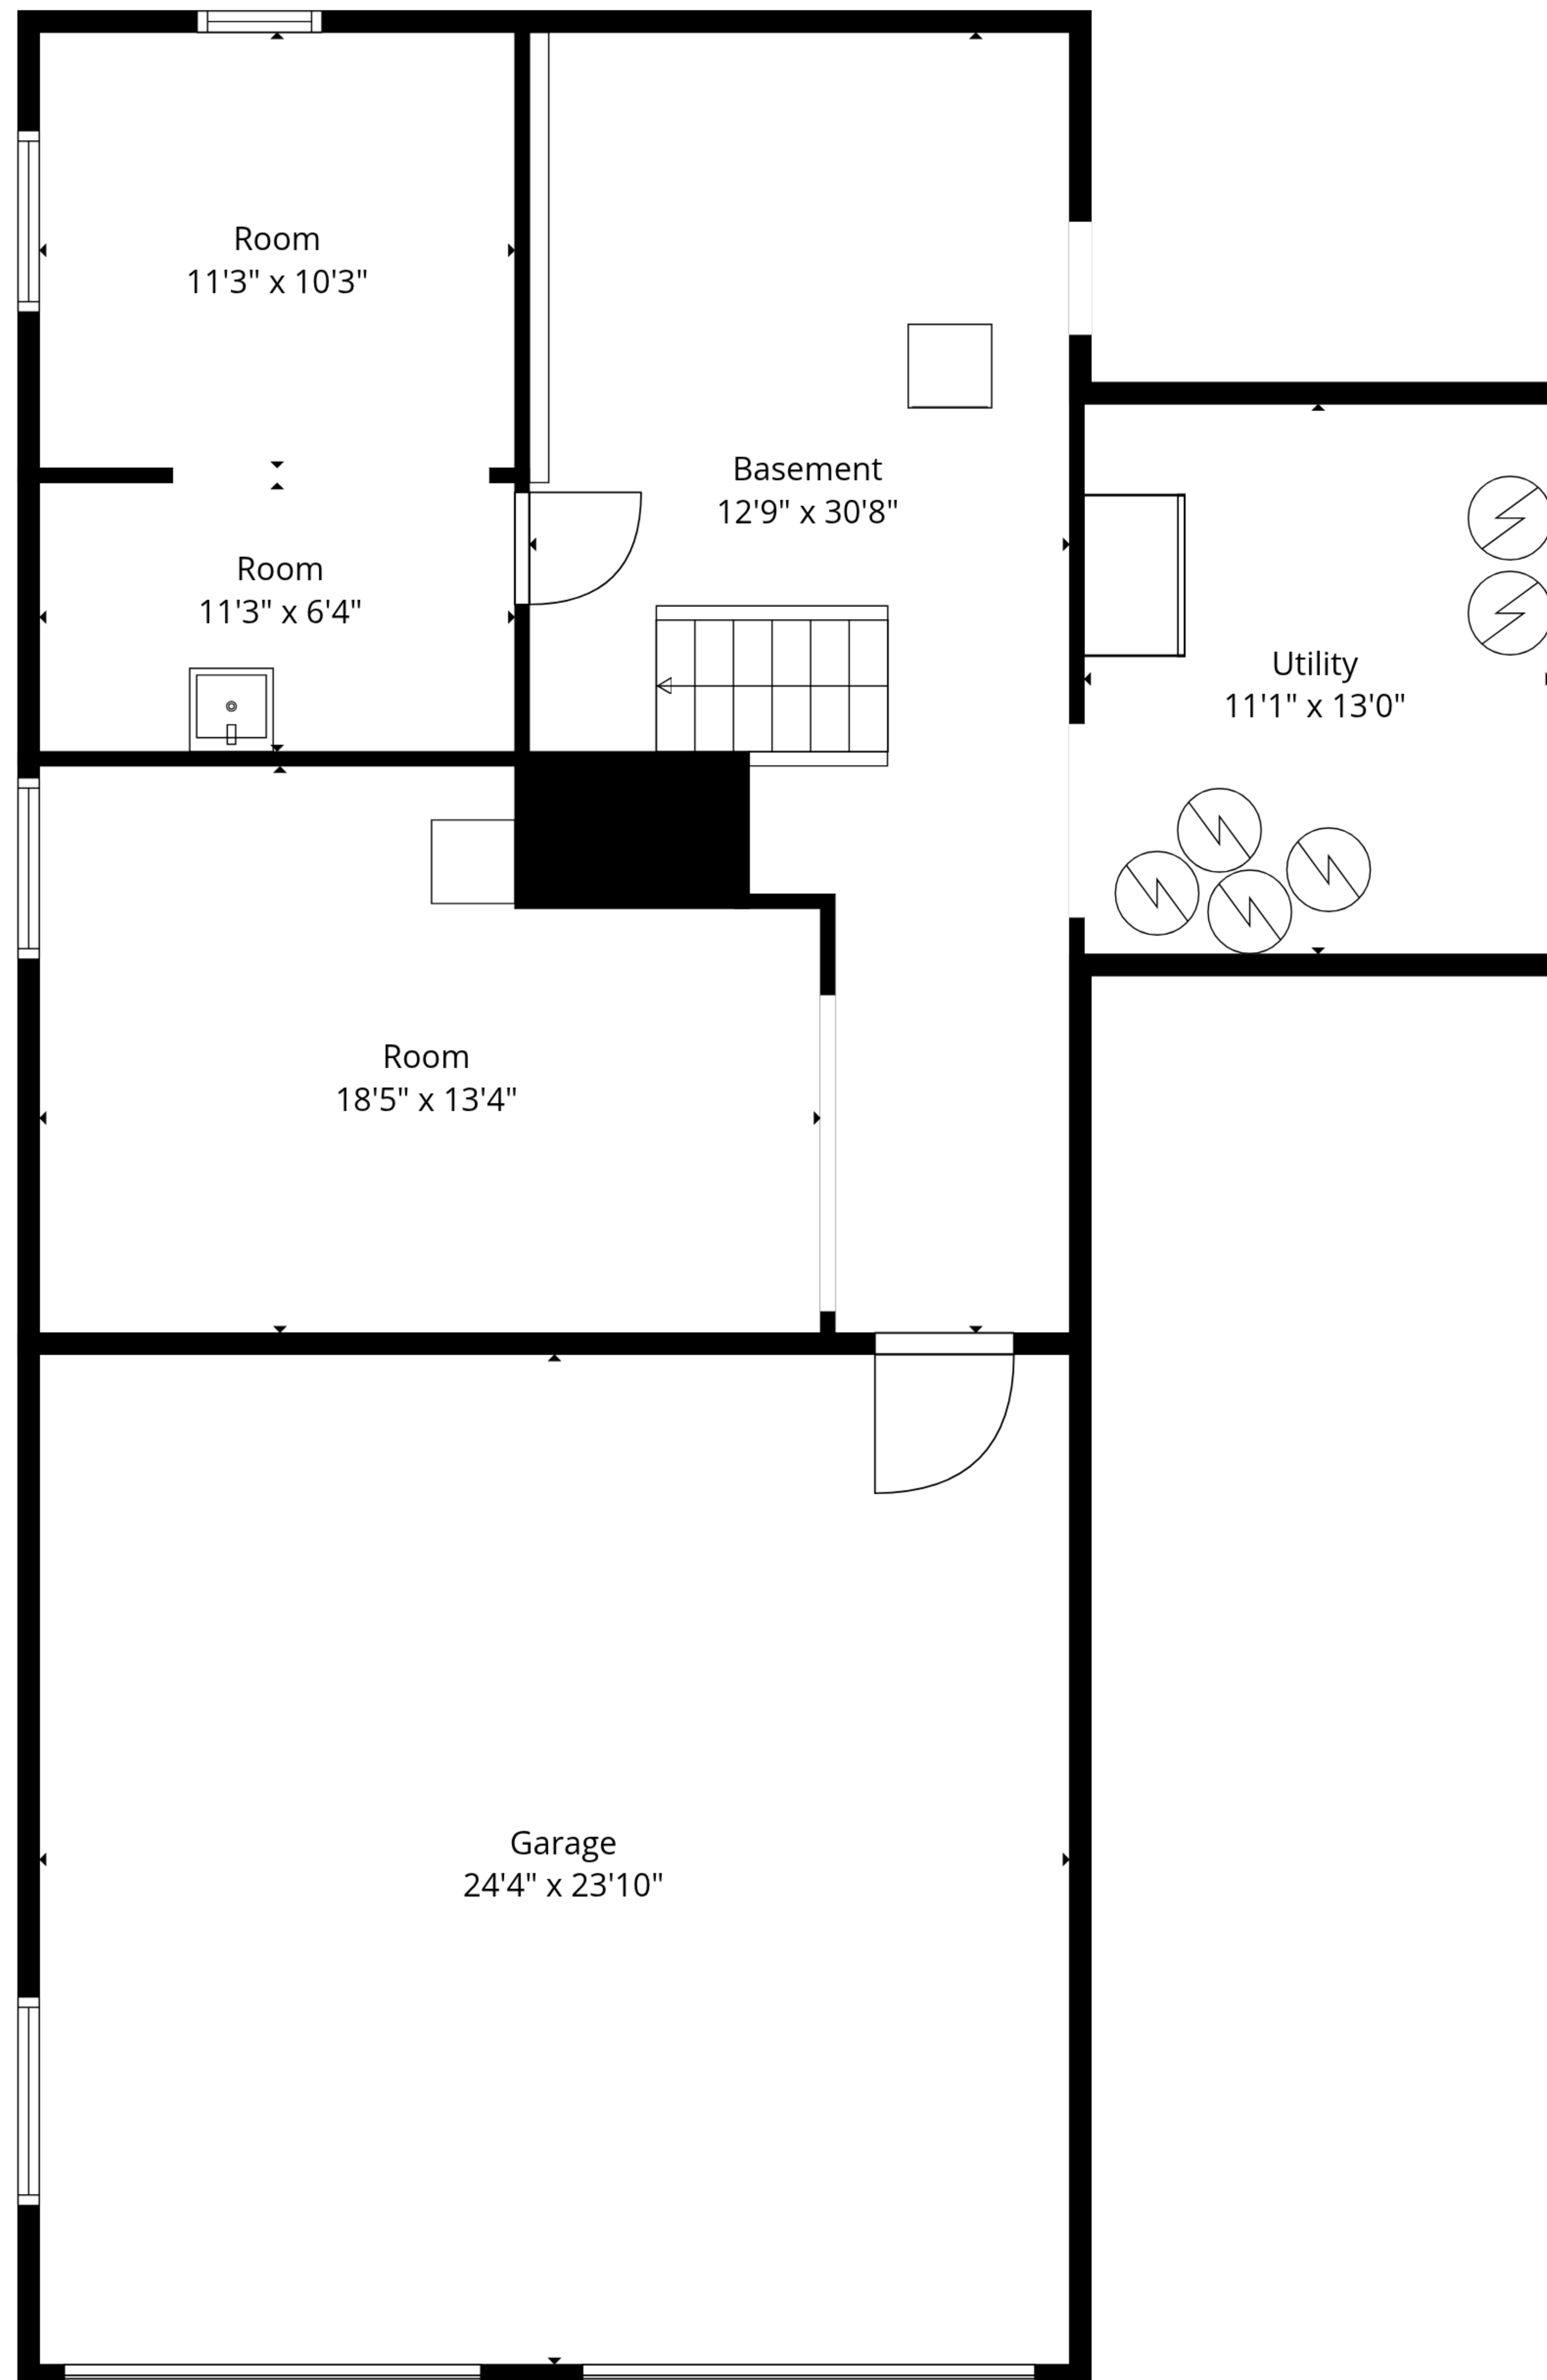 Room
11'3" x 10'3"
Basement
12'9" x 30'8"
Room
11'3" x 6'4"
Utility
11'1" x 13'0"
Room
18'5" x 13'4"
Garage
24'4" x 23'10"